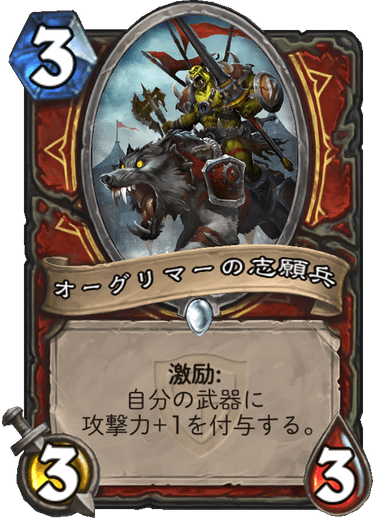 3
オーグリマーの志願兵
激励:
自分の武器に
攻撃力+1を付与する。
3
3